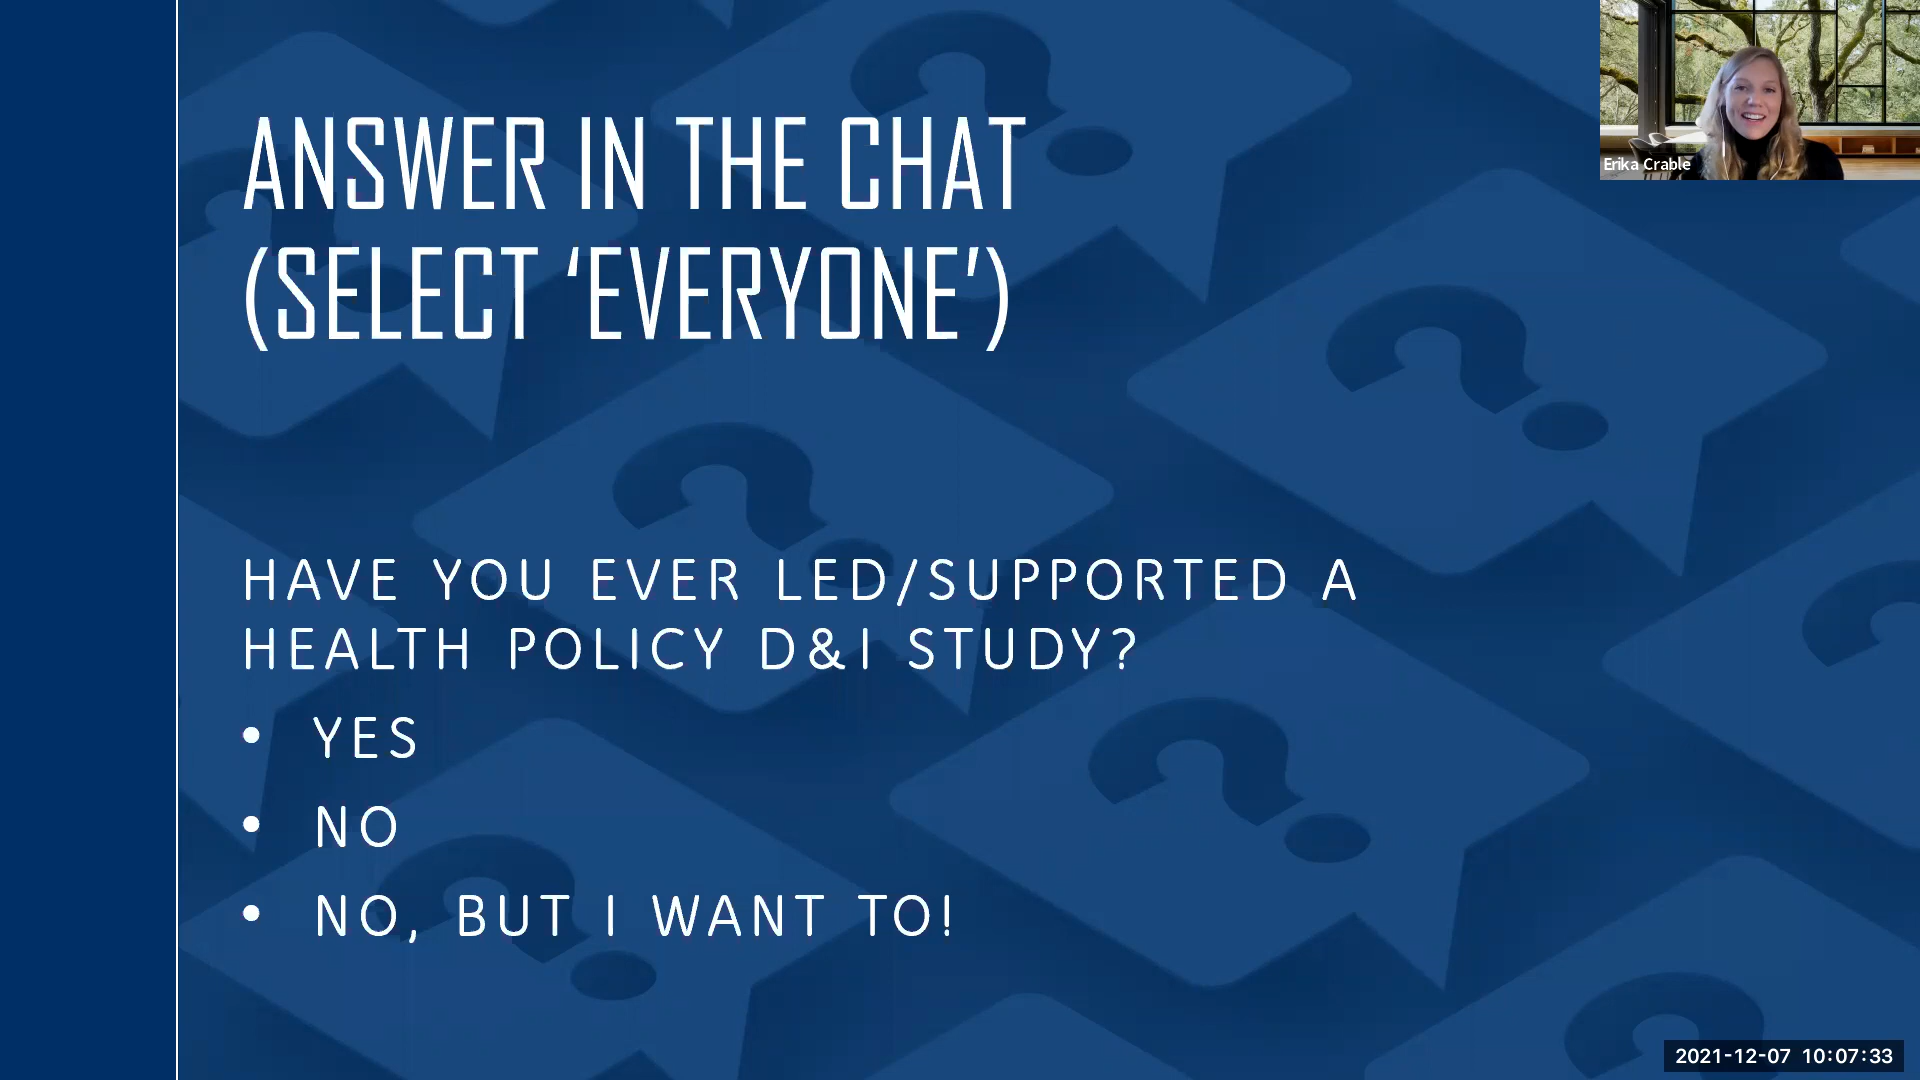 ANSWER IN THE CHAT
(SELECT ‘EVERYONE’)
Erika Crable
HAVE YOU EVER LED/SUPPORTED A
HEALTH POLICY D&I STUDY?
• YES
• NO
• NO, BUT I WANT TO!
2021-12-07 10:07:33